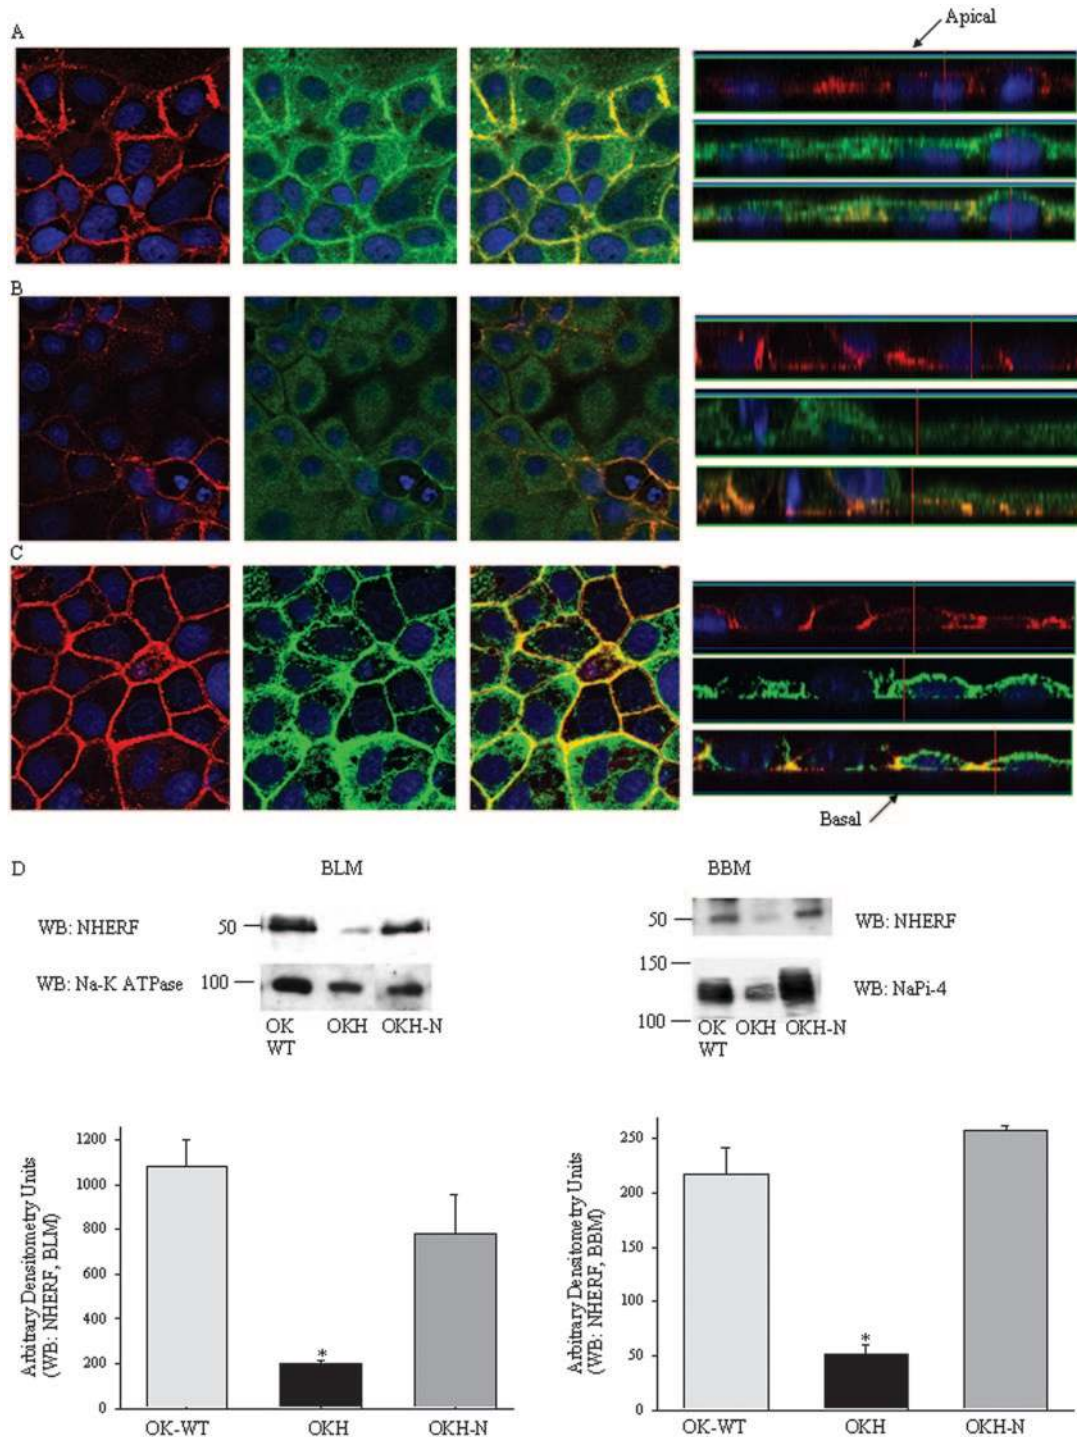 A
Apical
B
C
Basal
D
BLM
BBM
WB: NHERF
50
50
WB: NHERF
WB: Na-K ATPase
100
150
100
WB: NaPi-4
OK WT
OKH
OKH-N
OK WT
OKH
OKH-N
Arbitrary Densitometry Units
(WB: NHERF, BLM)
1200
1000
800
600
400
200
0
*
OK-WT
OKH
OKH-N
Arbitrary Densitometry Units
(WB: NHERF, BBM)
250
200
150
100
50
0
*
OK-WT
OKH
OKH-N